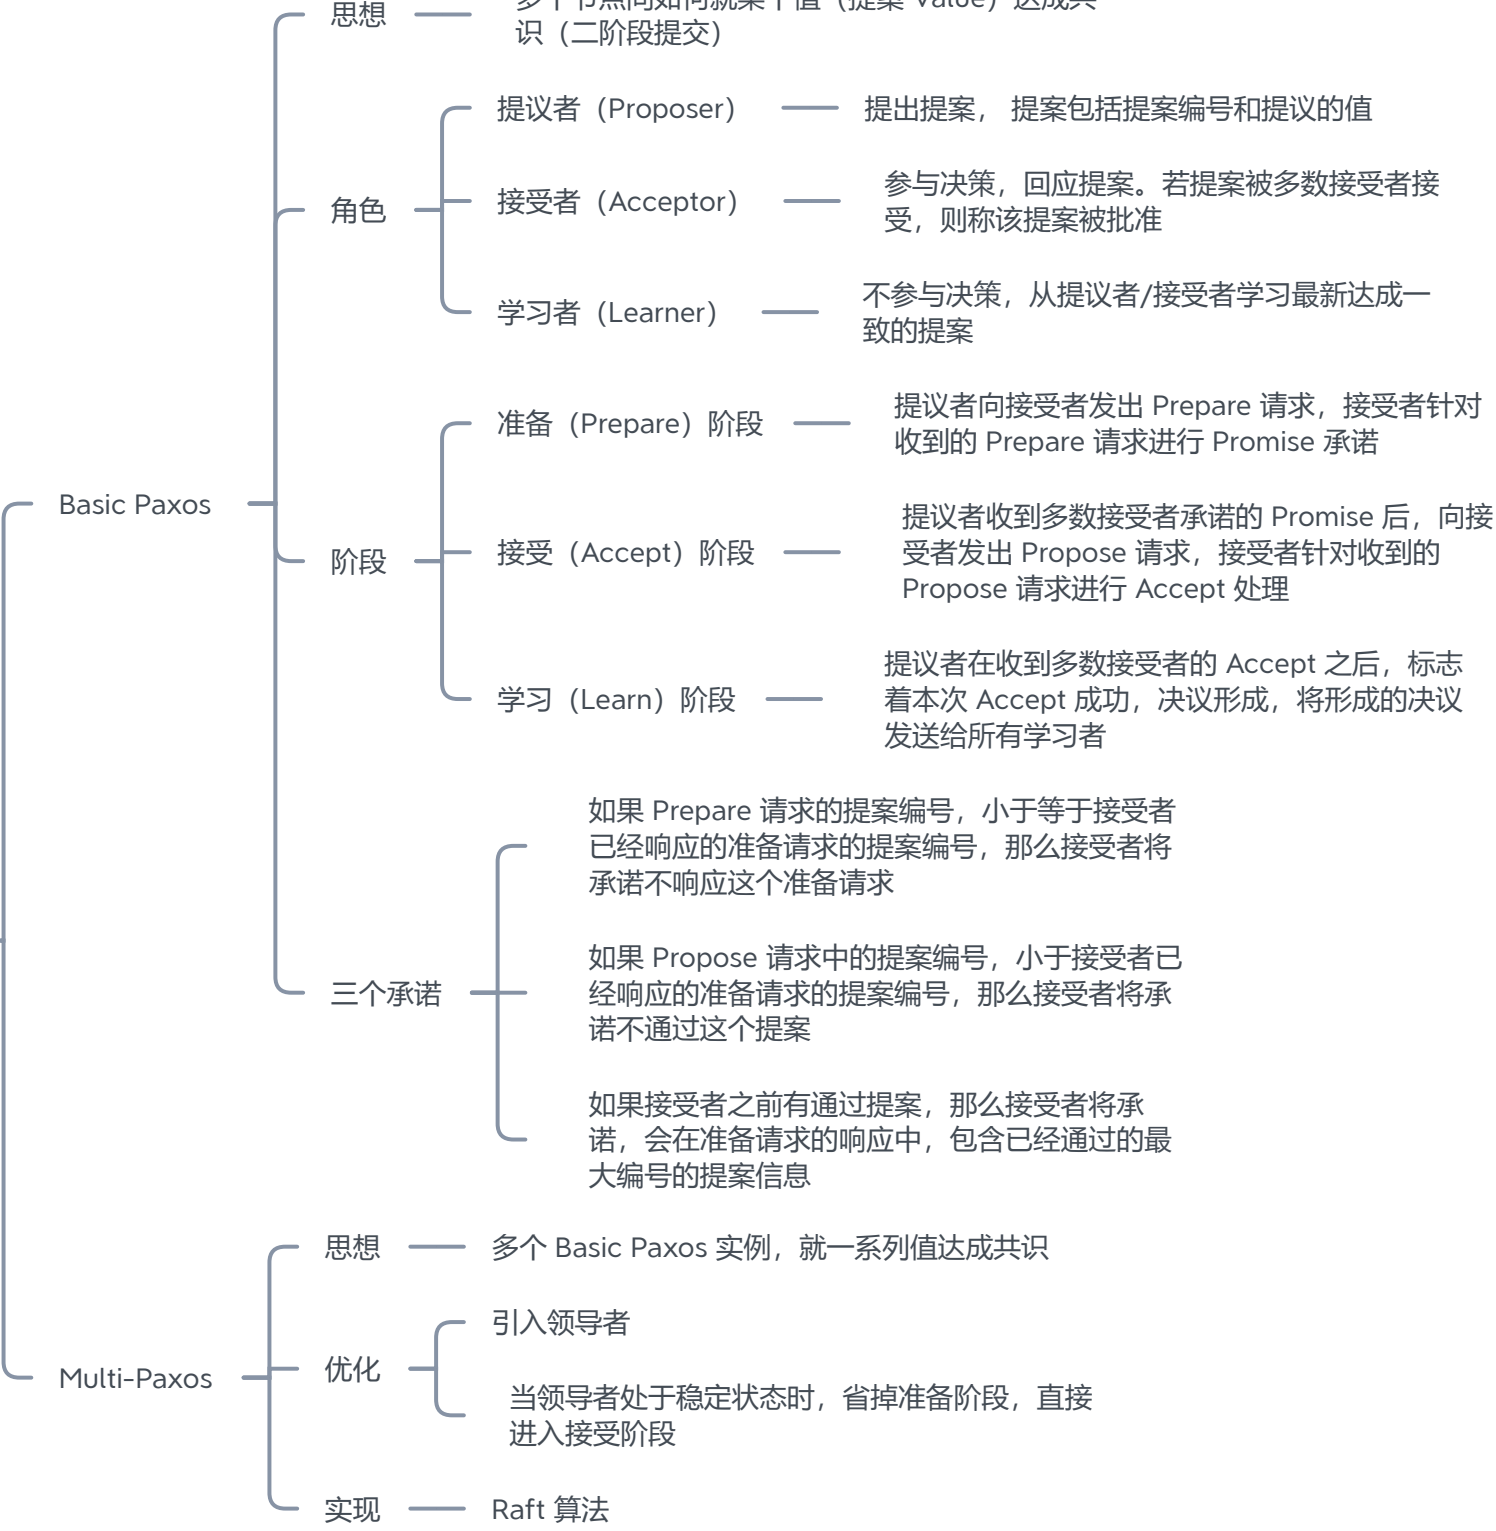 思想
多个节点间如何就某个值（提案 Value）达成共
识（二阶段提交）
角色
提议者（Proposer）
提出提案， 提案包括提案编号和提议的值
接受者（Acceptor）
参与决策，回应提案。若提案被多数接受者接
受，则称该提案被批准
学习者（Learner）
不参与决策，从提议者/接受者学习最新达成一
致的提案
Basic Paxos
阶段
准备（Prepare）阶段
提议者向接受者发出 Prepare 请求，接受者针对
收到的 Prepare 请求进行 Promise 承诺
接受（Accept）阶段
提议者收到多数接受者承诺的 Promise 后，向接
受者发出 Propose 请求，接受者针对收到的
Propose 请求进行 Accept 处理
学习（Learn）阶段
提议者在收到多数接受者的 Accept 之后，标志
着本次 Accept 成功，决议形成，将形成的决议
发送给所有学习者
三个承诺
如果 Prepare 请求的提案编号，小于等于接受者
已经响应的准备请求的提案编号，那么接受者将
承诺不响应这个准备请求
如果 Propose 请求中的提案编号，小于接受者已
经响应的准备请求的提案编号，那么接受者将承
诺不通过这个提案
如果接受者之前有通过提案，那么接受者将承
诺，会在准备请求的响应中，包含已经通过的最
大编号的提案信息
Multi-Paxos
思想
多个 Basic Paxos 实例，就一系列值达成共识
优化
引入领导者
当领导者处于稳定状态时，省掉准备阶段，直接
进入接受阶段
实现
Raft 算法